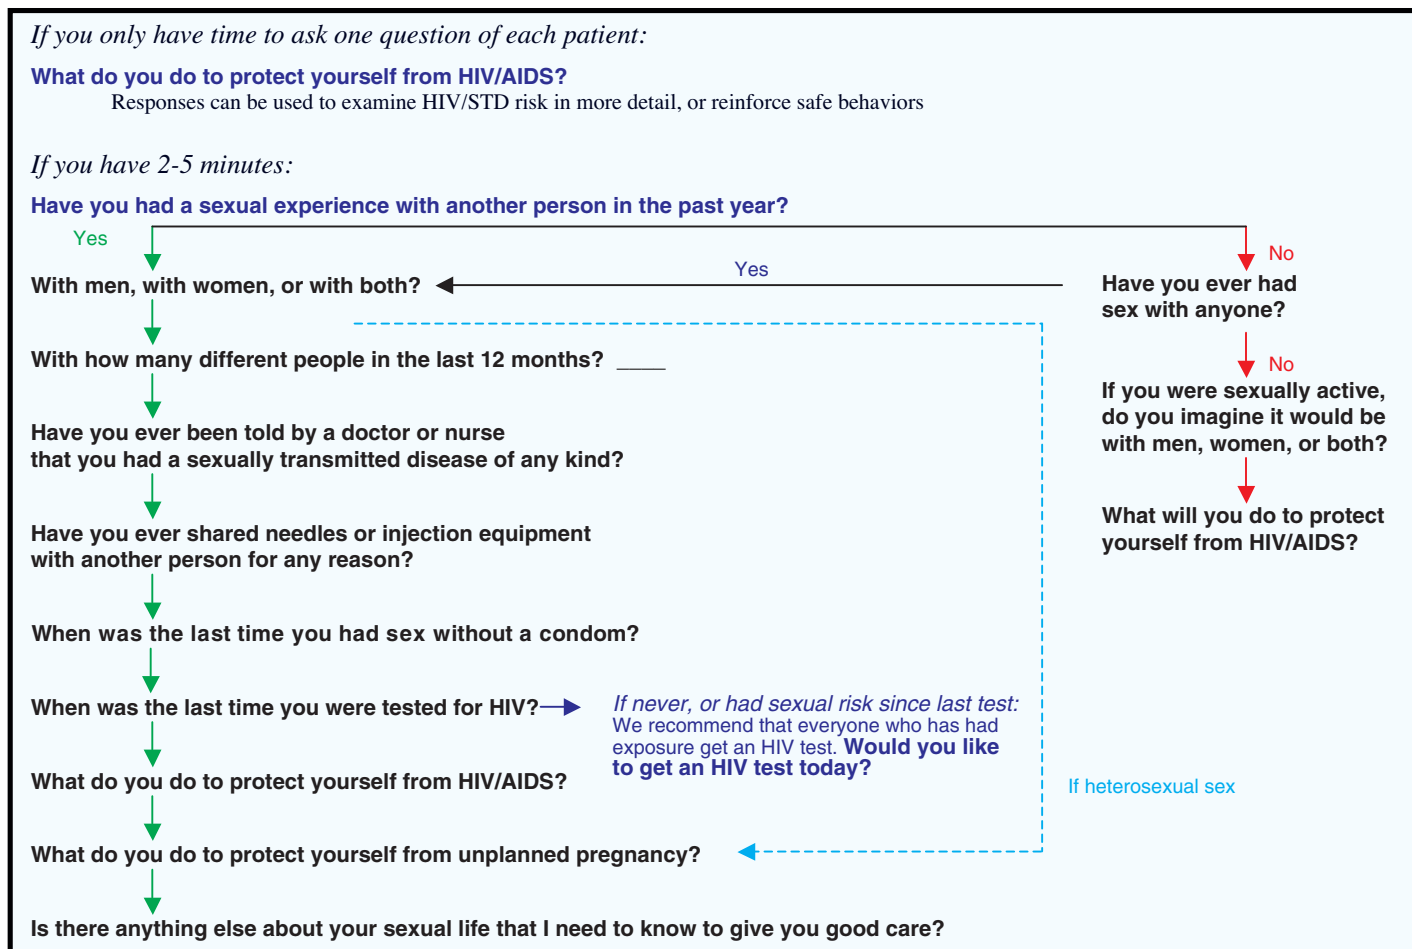 If you only have time to ask one question of each patient:
What do you do to protect yourself from HIV/AIDS?
Responses can be used to examine HIV/STD risk in more detail, or reinforce safe behaviors
If you have 2-5 minutes:
Have you had a sexual experience with another person in the past year?
Yes
No
With men, with women, or with both?
Yes
Have you ever had
sex with anyone?
With how many different people in the last 12 months? ____
No
If you were sexually active,
do you imagine it would be
with men, women, or both?
Have you ever been told by a doctor or nurse
that you had a sexually transmitted disease of any kind?
What will you do to protect
yourself from HIV/AIDS?
Have you ever shared needles or injection equipment
with another person for any reason?
When was the last time you had sex without a condom?
When was the last time you were tested for HIV?
If never, or had sexual risk since last test:
We recommend that everyone who has had
exposure get an HIV test. Would you like
to get an HIV test today?
What do you do to protect yourself from HIV/AIDS?
If heterosexual sex
What do you do to protect yourself from unplanned pregnancy?
Is there anything else about your sexual life that I need to know to give you good care?